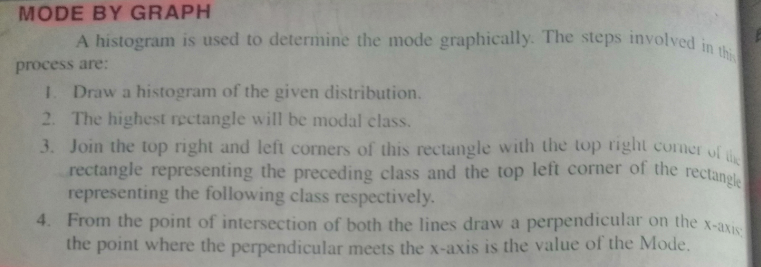 MODE BY GRAPH
A histogram is used to determine the mode graphically. The steps involved in this
process are:
1. Draw a histogram of the given distribution.
2. The highest rectangle will be modal class.
3. Join the top right and left corners of this rectangle with the top right corner of the
rectangle representing the preceding class and the top left corner of the rectangle
representing the following class respectively.
4. From the point of intersection of both the lines draw a perpendicular on the x-axis;
the point where the perpendicular meets the x-axis is the value of the Mode.